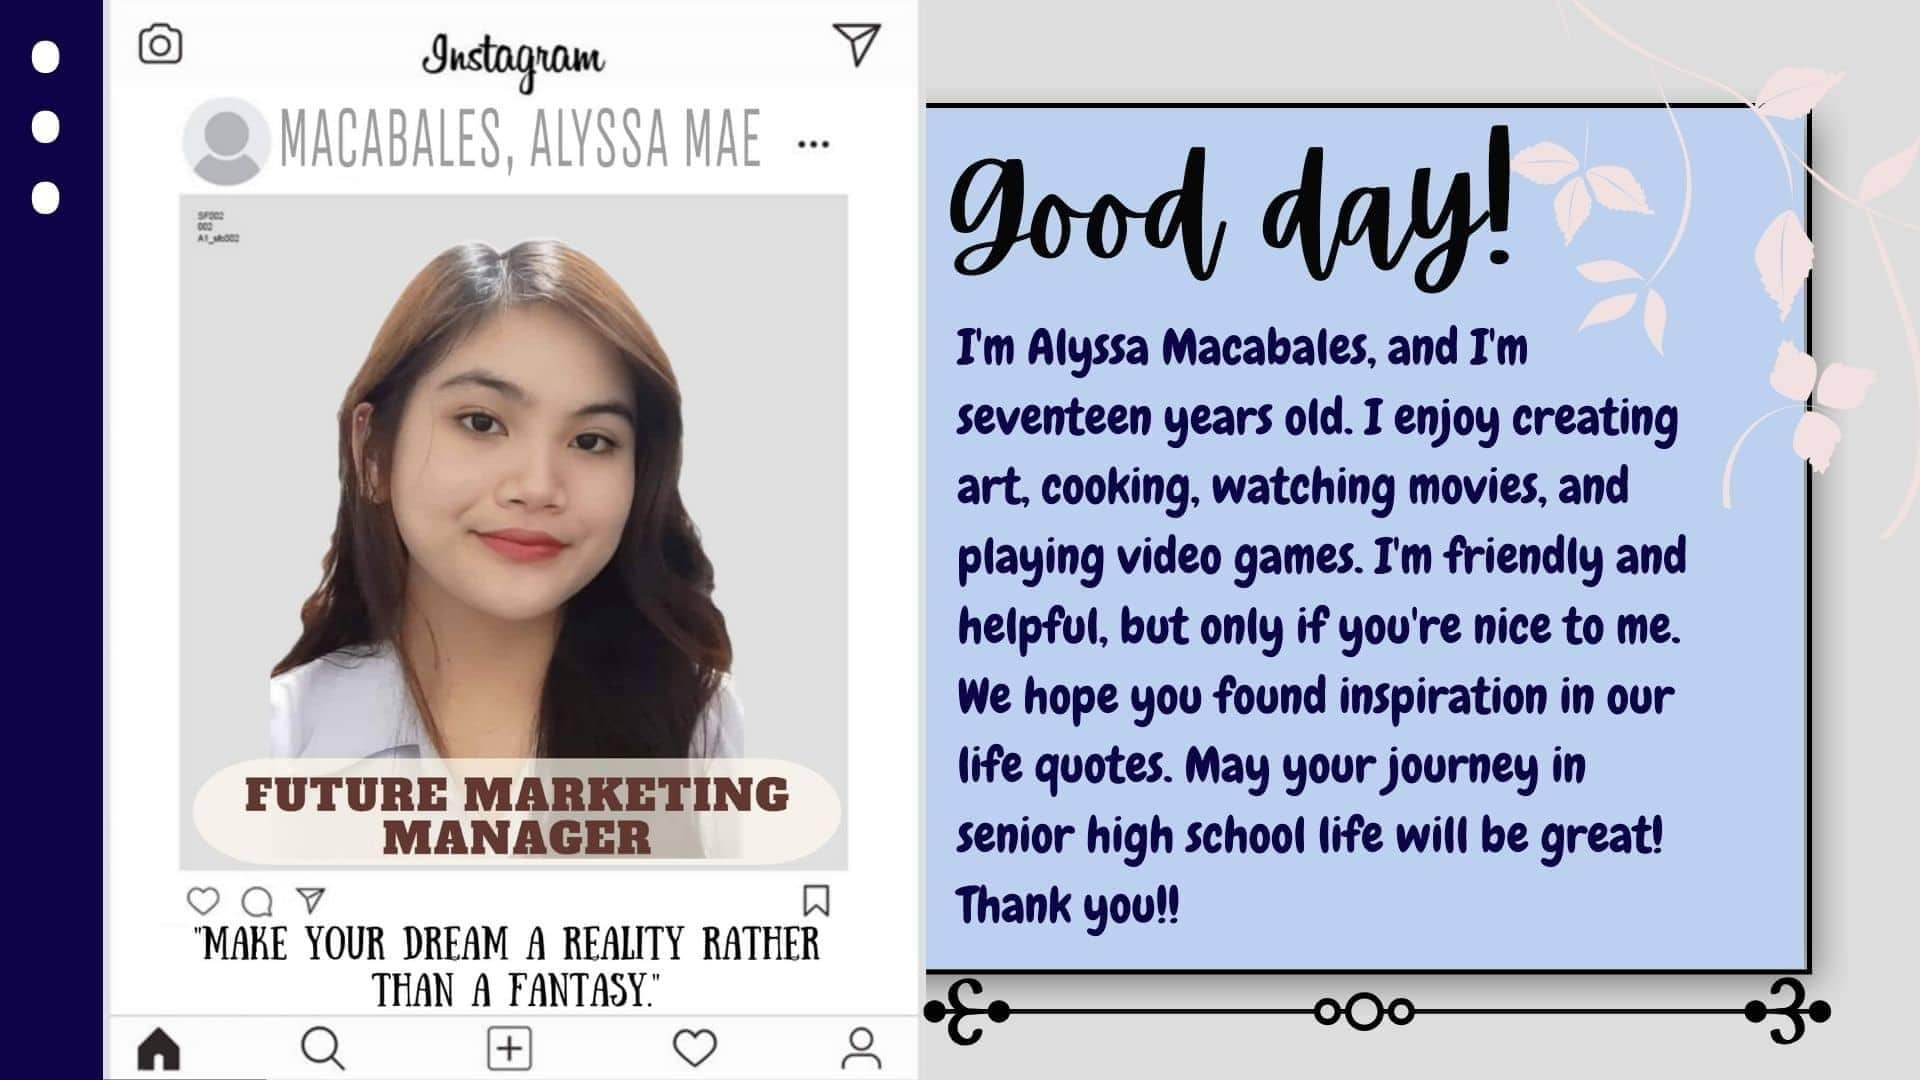 Instagram
MACABALES, ALYSSA MAE
SF002
002
FUTURE MARKETING
MANAGER
"MAKE YOUR DREAM A REALITY RATHER
THAN A FANTASY."
Good day!
I'm Alyssa Macabales, and I'm
seventeen years old. I enjoy creating
art, cooking, watching movies, and
playing video games. I'm friendly and
helpful, but only if you're nice to me.
We hope you found inspiration in our
life quotes. May your journey in
senior high school life will be great!
Thank you!!